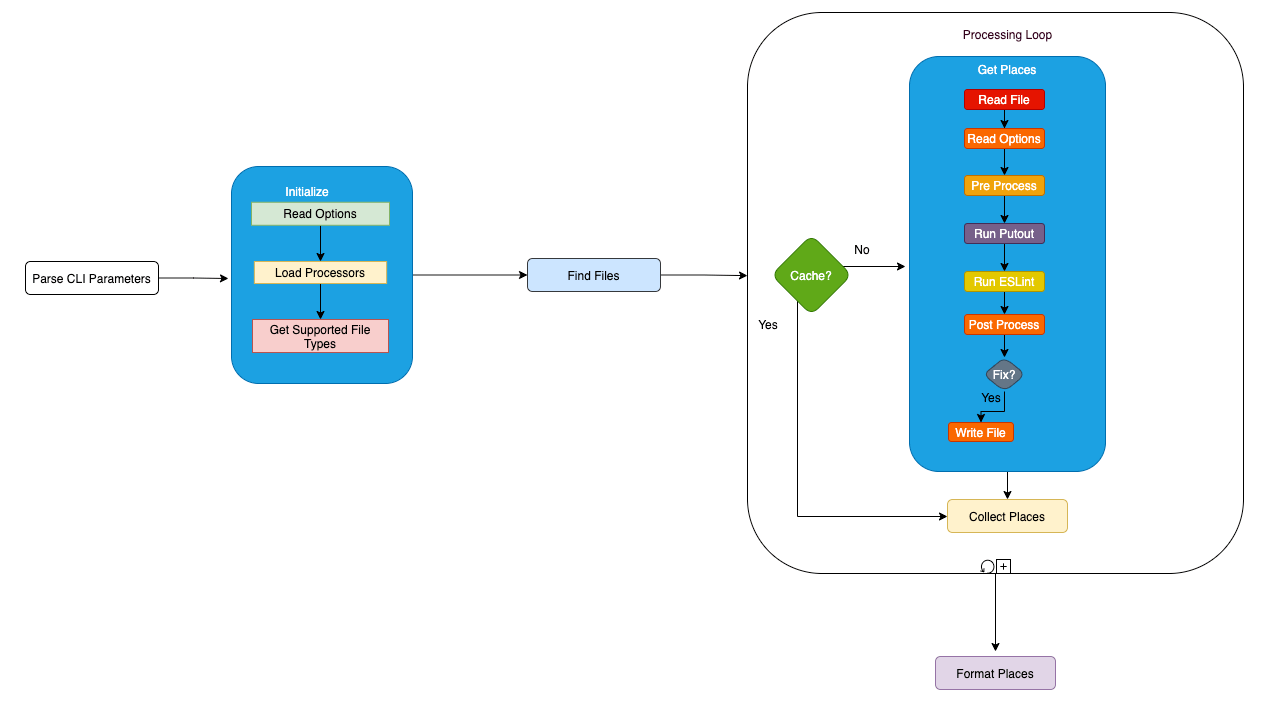 Parse CLI Parameters
Initialize
Read Options
Load Processors
Get Supported File
Types
Find Files
Processing Loop
Cache?
No
Yes
Get Places
Read File
Read Options
Pre Process
Run Putout
Run ESLint
Post Process
Fix?
Yes
Write File
Collect Places
+
Format Places